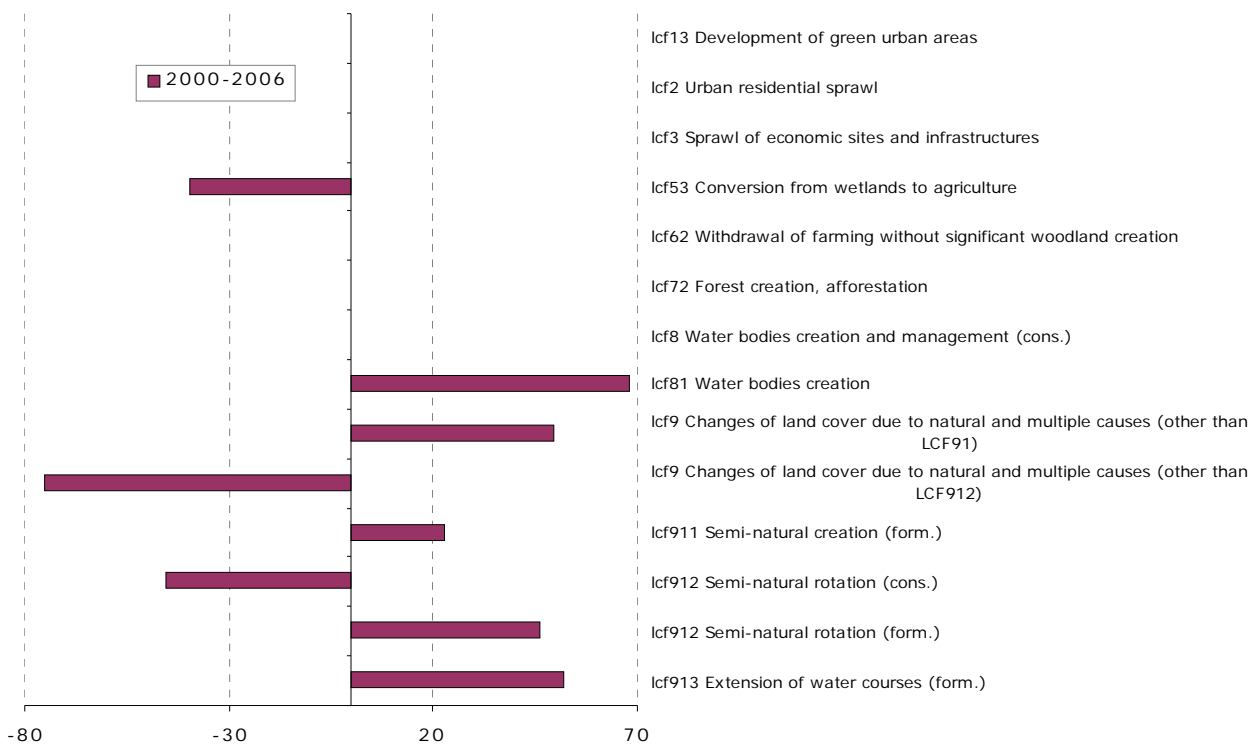 lcf13 Development of green urban areas
2000-2006
lcf2 Urban residential sprawl
lcf3 Sprawl of economic sites and infrastructures
lcf53 Conversion from wetlands to agriculture
lcf62 Withdrawal of farming without significant woodland creation
lcf72 Forest creation, afforestation
lcf8 Water bodies creation and management (cons.)
lcf81 Water bodies creation
lcf9 Changes of land cover due to natural and multiple causes (other than
LCF91)
lcf9 Changes of land cover due to natural and multiple causes (other than
LCF912)
lcf911 Semi-natural creation (form.)
lcf912 Semi-natural rotation (cons.)
lcf912 Semi-natural rotation (form.)
lcf913 Extension of water courses (form.)
-80 -30 20 70